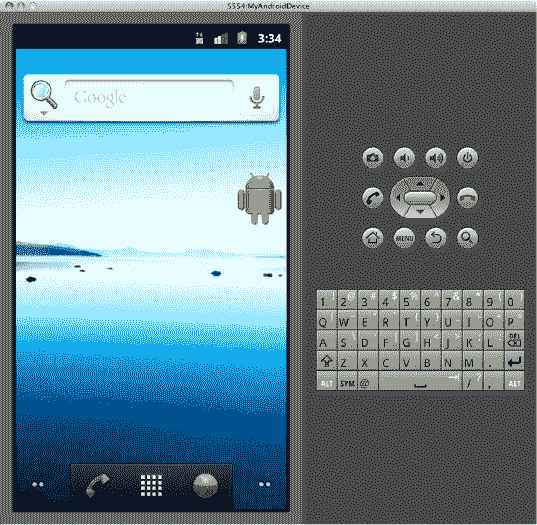 5554:MyAndroidDevice
3:34
Google
MENU
1 ! 2 @ 3 # 4 $ 5 % 6 ^ 7 & 8 * 9 ( 0 )
Q W E R T Y U I O P
A S D F G H J K L DEL
Z X C V B N M .
ALT SYM @ / ? , ALT